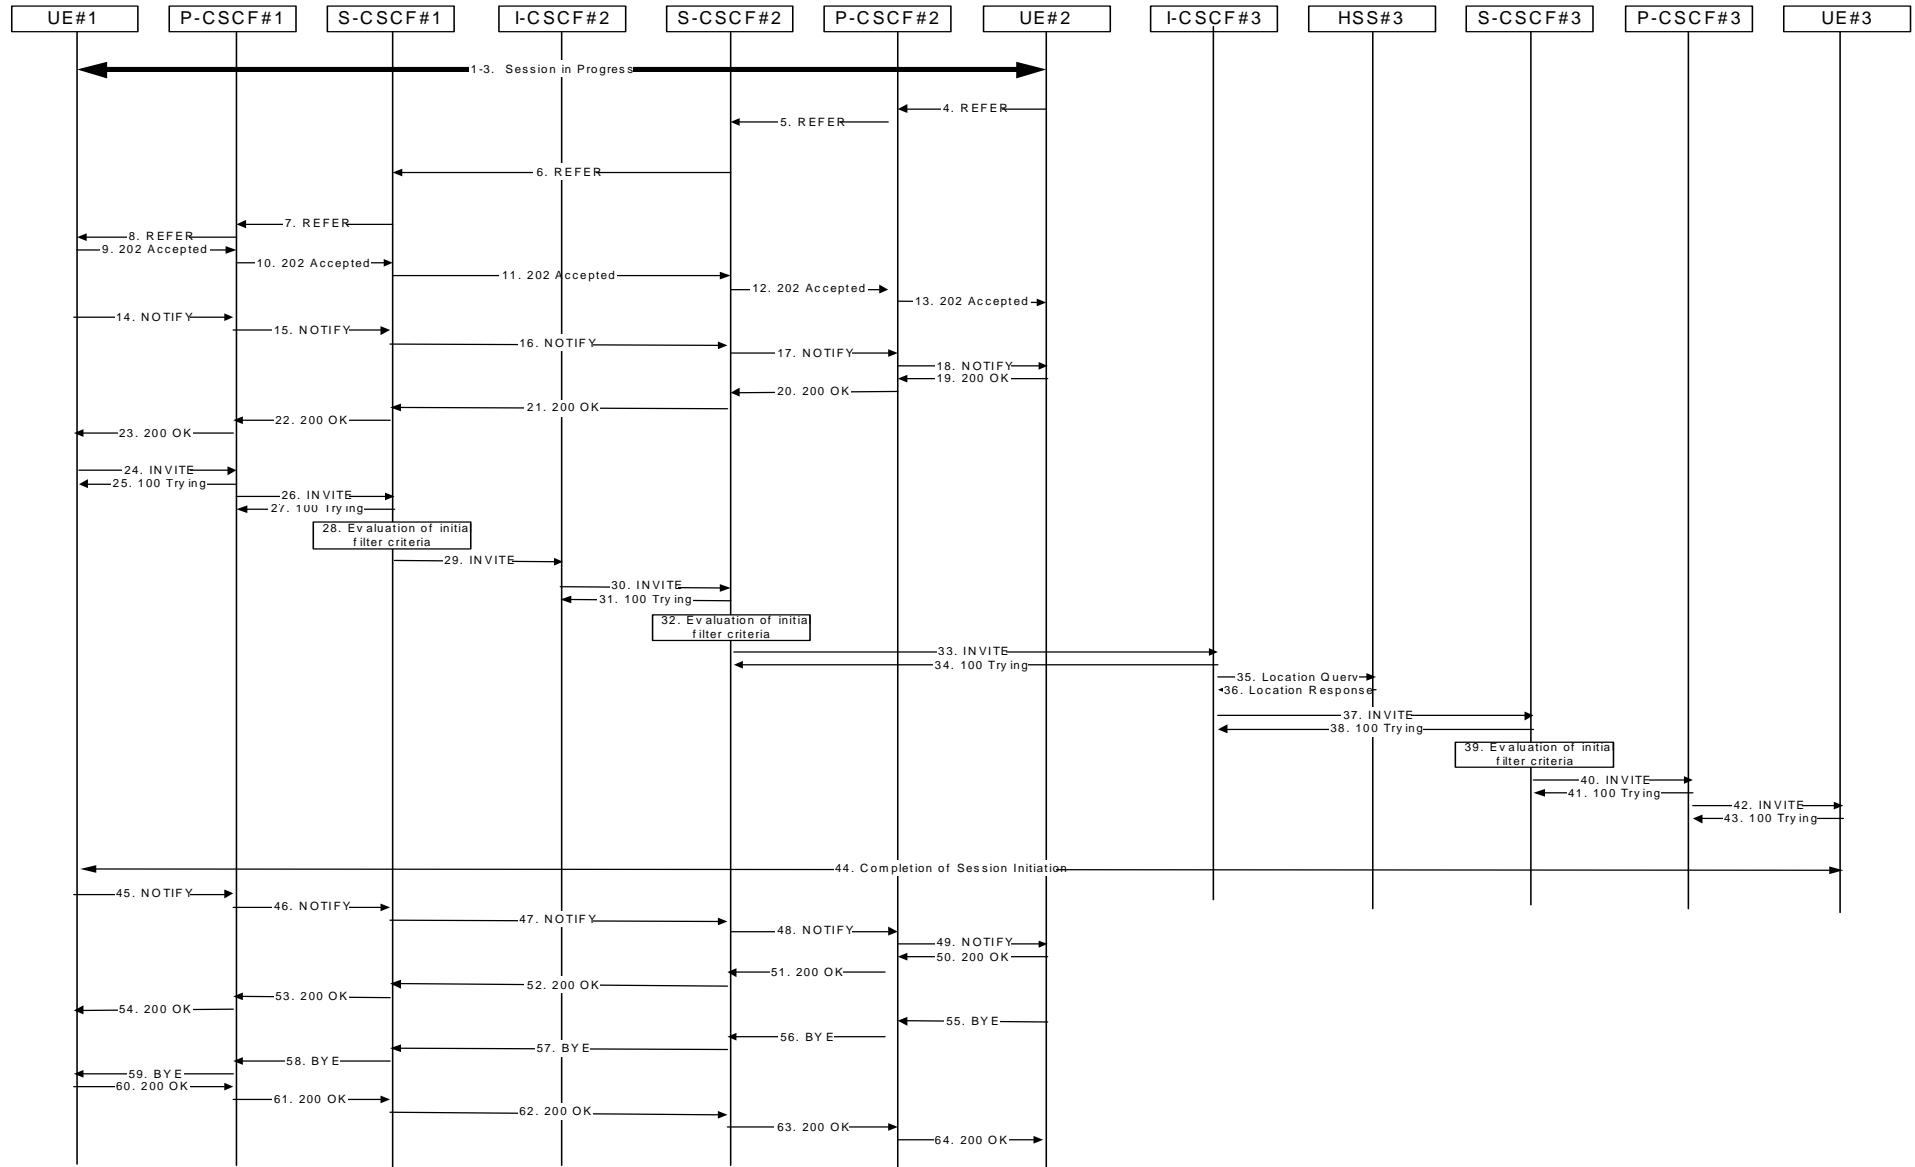 UE#1
P-CSCF#1
S-CSCF#1
I-CSCF#2
S-CSCF#2
P-CSCF#2
UE#2
I-CSCF#3
HSS#3
S-CSCF#3
P-CSCF#3
UE#3
1-3. Session in Progress
4. REFER
5. REFER
6. REFER
7. REFER
8. REFER
9. 202 Accepted
10. 202 Accepted
11. 202 Accepted
12. 202 Accepted
13. 202 Accepted
14. NOTIFY
15. NOTIFY
16. NOTIFY
17. NOTIFY
18. NOTIFY
19. 200 OK
20. 200 OK
21. 200 OK
22. 200 OK
23. 200 OK
24. INVITE
25. 100 Trying
26. INVITE
27. 100 Trying
28. Evaluation of initia
filter criteria
29. INVITE
30. INVITE
31. 100 Trying
32. Evaluation of initia
filter criteria
33. INVITE
34. 100 Trying
35. Location Query
36. Location Response
37. INVITE
38. 100 Trying
39. Evaluation of initial
filter criteria
40. INVITE
41. 100 Trying
42. INVITE
43. 100 Trying
44. Completion of Session Initiation
45. NOTIFY
46. NOTIFY
47. NOTIFY
48. NOTIFY
49. NOTIFY
50. 200 OK
51. 200 OK
52. 200 OK
53. 200 OK
54. 200 OK
55. BYE
56. BYE
57. BYE
58. BYE
59. BYE
60. 200 OK
61. 200 OK
62. 200 OK
63. 200 OK
64. 200 OK